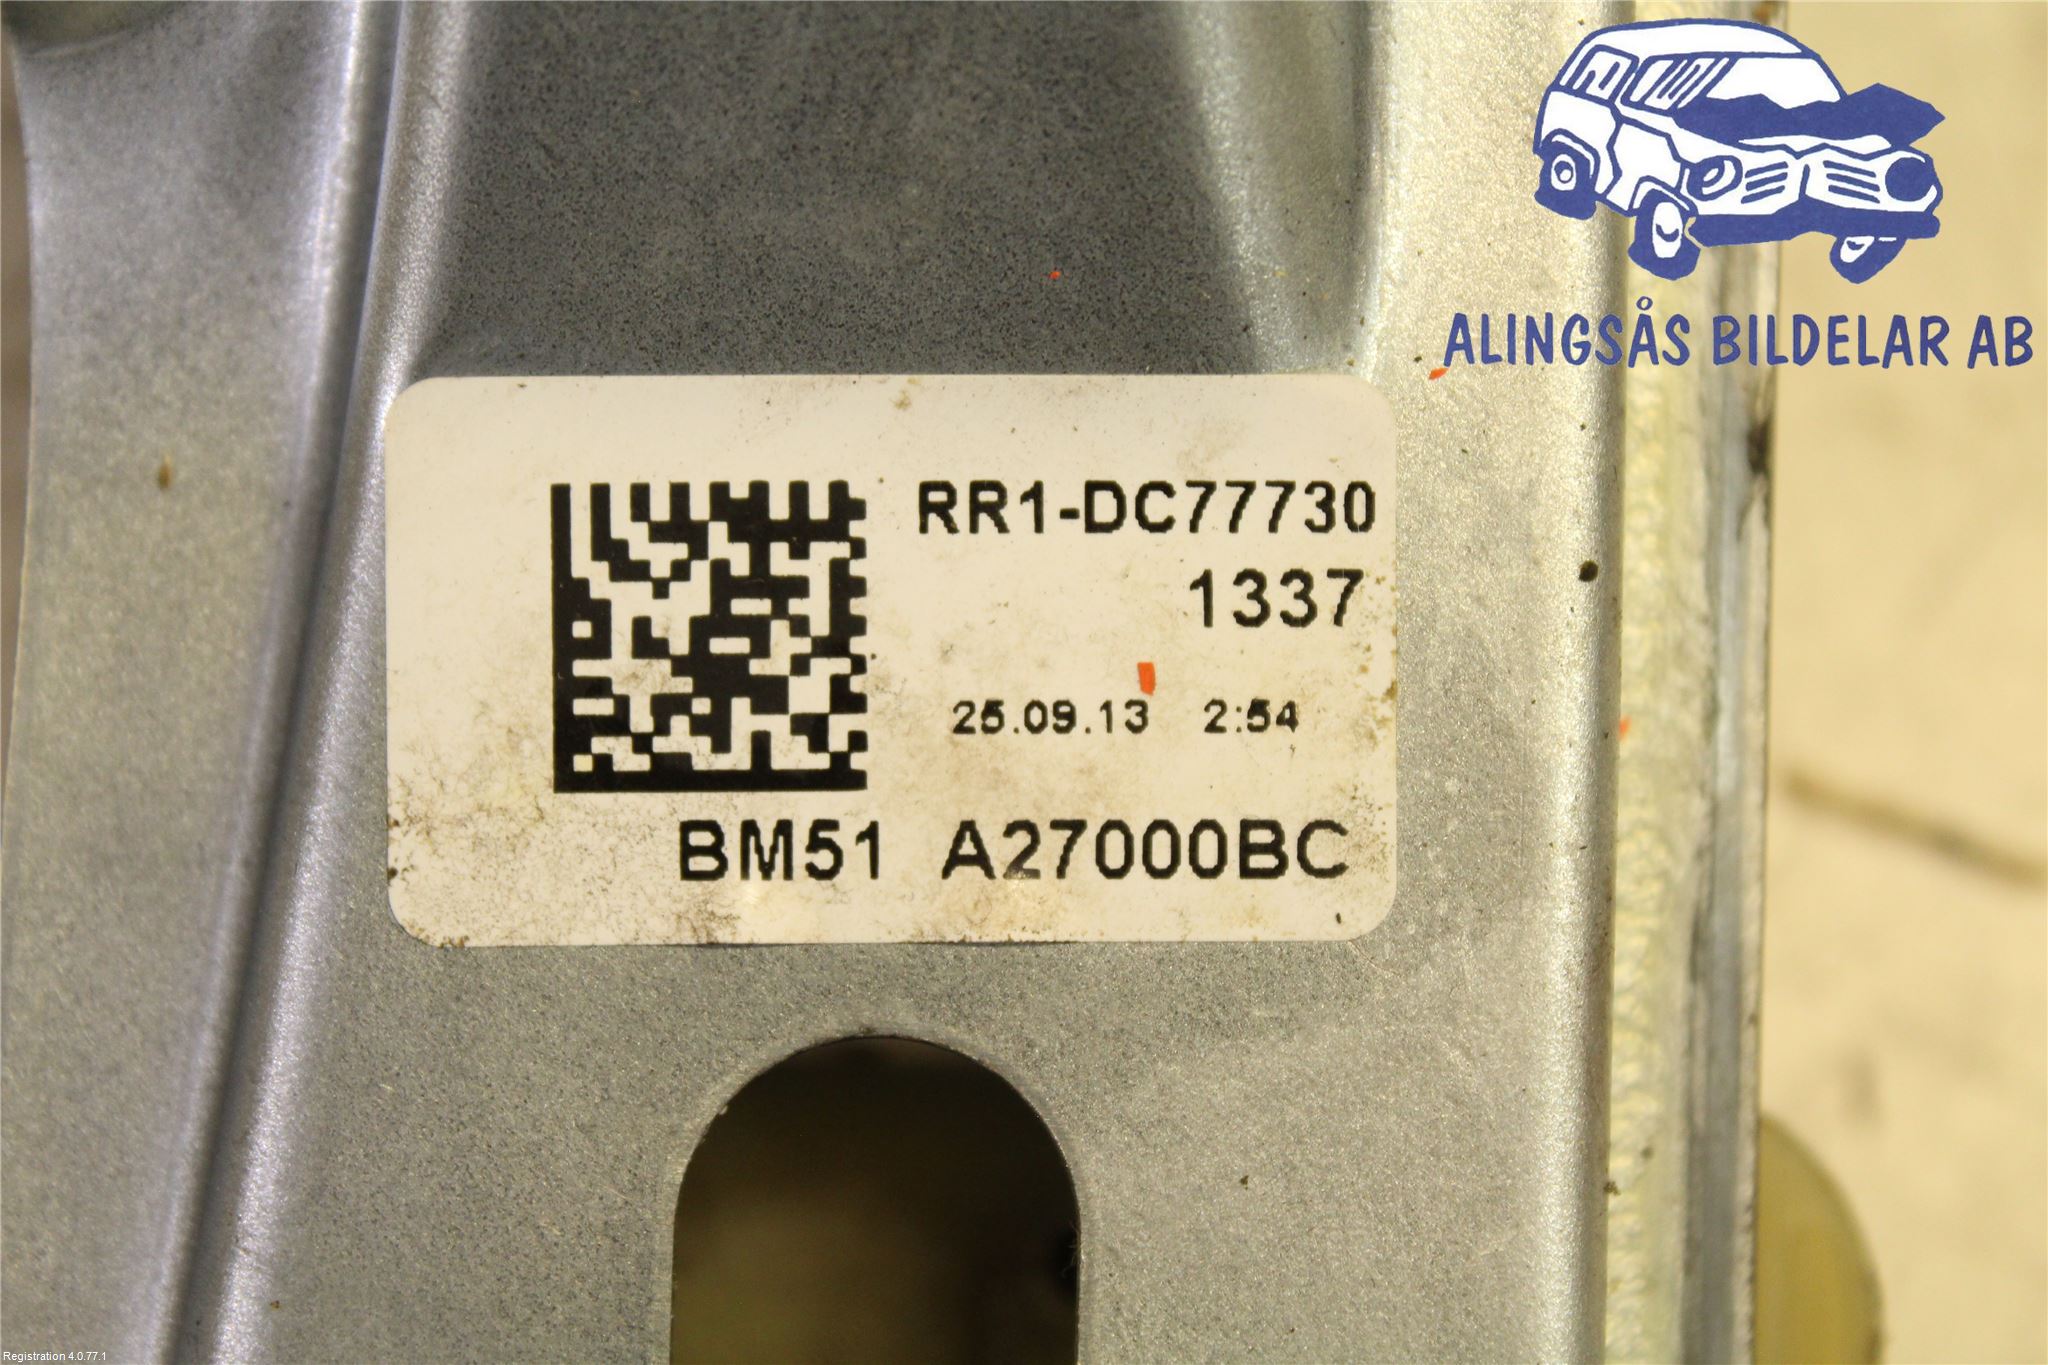 ALINGSÅS BILDELAR AB
RR1-DC77730
1337
25.09.13 2:54
BM51 A27000BC
Registration 4.0.77.1